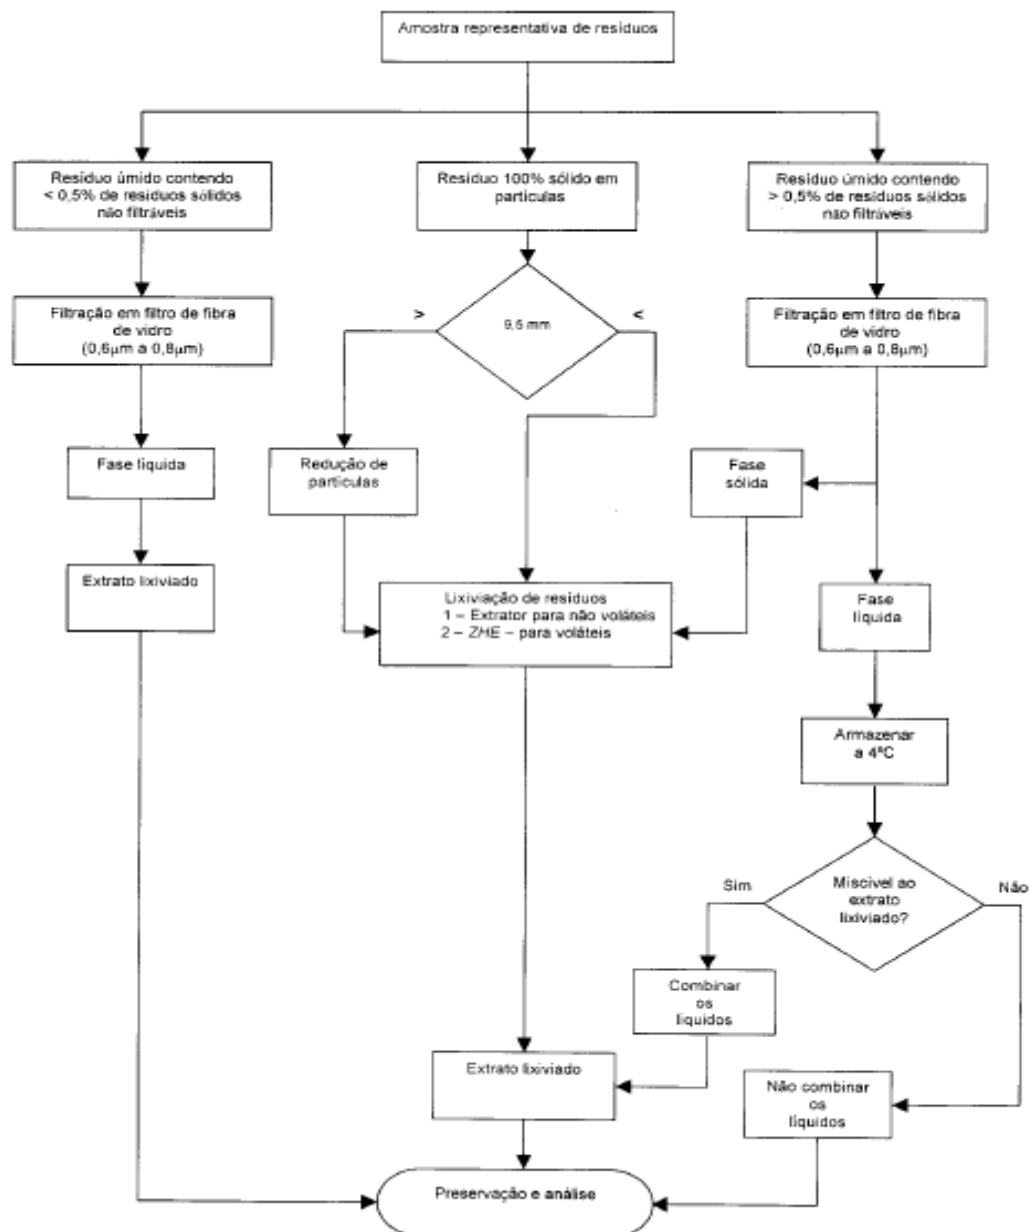 Amostra representativa de resíduos
Resíduo úmido contendo
< 0,5% de resíduos sólidos
não filtráveis
Resíduo 100% sólido em
partículas
Resíduo úmido contendo
> 0,5% de resíduos sólidos
não filtráveis
Filtração em filtro de fibra
de vidro
(0,6µm a 0,8µm)
>
9,5 mm
<
Filtração em filtro de fibra
de vidro
(0,6µm a 0,8µm)
Fase líquida
Redução de
partículas
Fase
sólida
Extrato lixiviado
Lixiviação de resíduos
1 – Extrator para não voláteis
2 – ZHE – para voláteis
Fase
líquida
Armazenar
a 4ºC
Sim
Miscível ao
extrato
lixiviado?
Não
Combinar
os
líquidos
Extrato lixiviado
Não combinar
os
líquidos
Preservação e análise